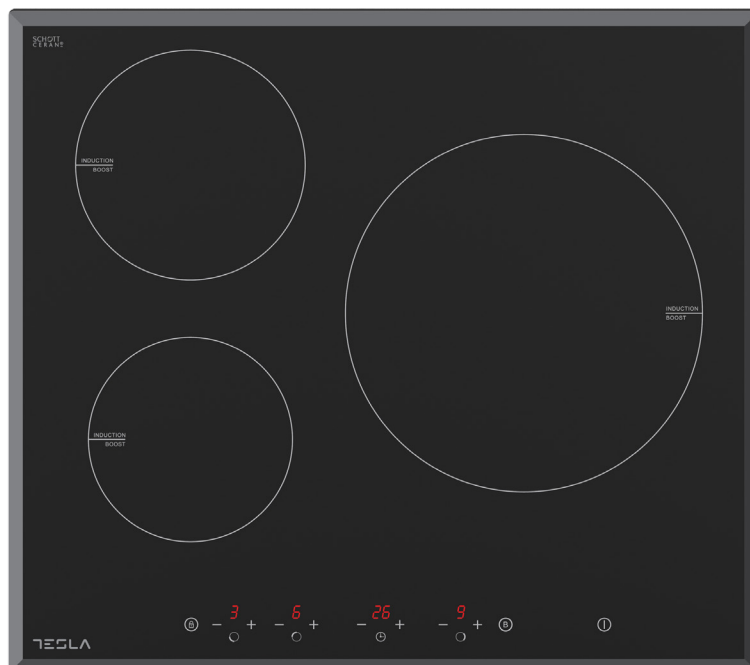 SCHOTT
CERAN®
INDUCTION
BOOST
INDUCTION
BOOST
INDUCTION
BOOST
3 6 26 9
B - + - + - + - + B
TESLA